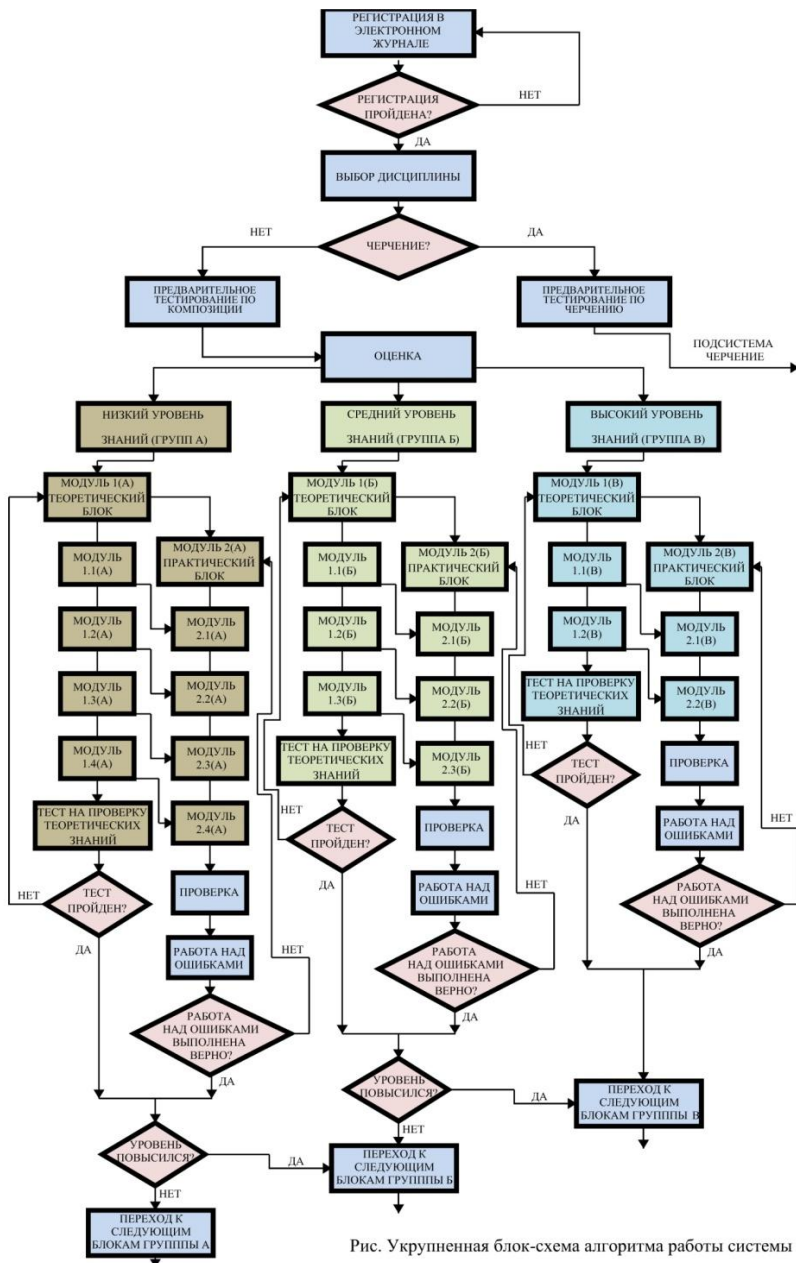 РЕГИСТРАЦИЯ В
ЭЛЕКТРОННОМ
ЖУРНАЛЕ
РЕГИСТРАЦИЯ
ПРОЙДЕНА?
НЕТ
ДА
ВЫБОР ДИСЦИПЛИНЫ
НЕТ
ЧЕРЧЕНИЕ?
ДА
ПРЕДВАРИТЕЛЬНОЕ
ТЕСТИРОВАНИЕ ПО
КОМПОЗИЦИИ
ПРЕДВАРИТЕЛЬНОЕ
ТЕСТИРОВАНИЕ ПО
ЧЕРЧЕНИЮ
ПОДСИСТЕМА
ЧЕРЧЕНИЕ
ОЦЕНКА
НИЗКИЙ УРОВЕНЬ
ЗНАНИЙ (ГРУПП А)
СРЕДНИЙ УРОВЕНЬ
ЗНАНИЙ (ГРУППА Б)
ВЫСОКИЙ УРОВЕНЬ
ЗНАНИЙ (ГРУППА В)
МОДУЛЬ 1(А)
ТЕОРЕТИЧЕСКИЙ
БЛОК
МОДУЛЬ
1.1(А)
МОДУЛЬ
1.2(А)
МОДУЛЬ
1.3(А)
МОДУЛЬ
1.4(А)
ТЕСТ НА ПРОВЕРКУ
ТЕОРЕТИЧЕСКИХ
ЗНАНИЙ
НЕТ
ТЕСТ
ПРОЙДЕН?
ДА
МОДУЛЬ 2(А)
ПРАКТИЧЕСКИЙ
БЛОК
МОДУЛЬ
2.1(А)
МОДУЛЬ
2.2(А)
МОДУЛЬ
2.3(А)
МОДУЛЬ
2.4(А)
ПРОВЕРКА
РАБОТА НАД
ОШИБКАМИ
НЕТ
РАБОТА
НАД ОШИБКАМИ
ВЫПОЛНЕНА
ВЕРНО?
ДА
МОДУЛЬ 1(Б)
ТЕОРЕТИЧЕСКИЙ
БЛОК
МОДУЛЬ
1.1(Б)
МОДУЛЬ
1.2(Б)
МОДУЛЬ
1.3(Б)
ТЕСТ НА ПРОВЕРКУ
ТЕОРЕТИЧЕСКИХ
ЗНАНИЙ
НЕТ
ТЕСТ
ПРОЙДЕН?
ДА
МОДУЛЬ 2(Б)
ПРАКТИЧЕСКИЙ
БЛОК
МОДУЛЬ
2.1(Б)
МОДУЛЬ
2.2(Б)
МОДУЛЬ
2.3(Б)
ПРОВЕРКА
РАБОТА НАД
ОШИБКАМИ
НЕТ
РАБОТА
НАД ОШИБКАМИ
ВЫПОЛНЕНА
ВЕРНО?
ДА
МОДУЛЬ 1(В)
ТЕОРЕТИЧЕСКИЙ
БЛОК
МОДУЛЬ
1.1(В)
МОДУЛЬ
1.2(В)
ТЕСТ НА ПРОВЕРКУ
ТЕОРЕТИЧЕСКИХ
ЗНАНИЙ
НЕТ
ТЕСТ
ПРОЙДЕН?
ДА
МОДУЛЬ 2(В)
ПРАКТИЧЕСКИЙ
БЛОК
МОДУЛЬ
2.1(В)
МОДУЛЬ
2.2(В)
ПРОВЕРКА
РАБОТА НАД
ОШИБКАМИ
НЕТ
РАБОТА
НАД ОШИБКАМИ
ВЫПОЛНЕНА
ВЕРНО?
ДА
УРОВЕНЬ
ПОВЫСИЛСЯ?
ДА
НЕТ
ПЕРЕХОД К
СЛЕДУЮЩИМ
БЛОКАМ ГРУПППЫ В
УРОВЕНЬ
ПОВЫСИЛСЯ?
ДА
НЕТ
ПЕРЕХОД К
СЛЕДУЮЩИМ
БЛОКАМ ГРУПППЫ Б
ПЕРЕХОД К
СЛЕДУЮЩИМ
БЛОКАМ ГРУПППЫ А
Рис. Укрупненная блок-схема алгоритма работы системы